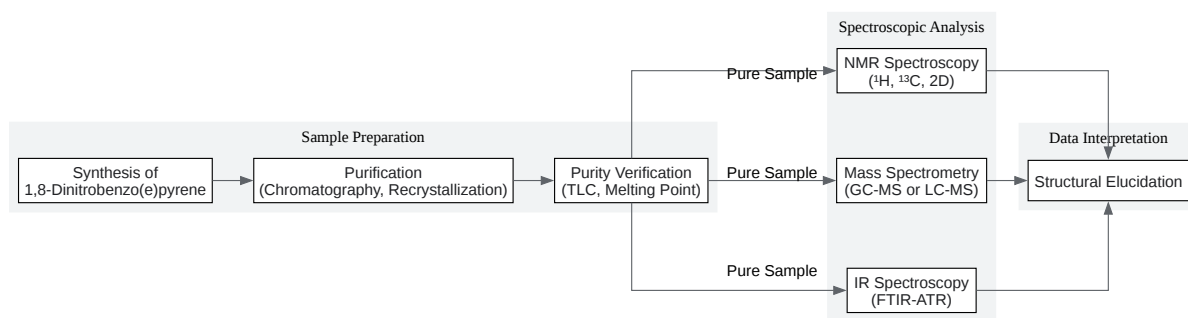 Spectroscopic Analysis
NMR Spectroscopy
(¹H, ¹³C, 2D)
Pure Sample
Sample Preparation
Synthesis of
1,8-Dinitrobenzo(e)pyrene
Purification
(Chromatography, Recrystallization)
Purity Verification
(TLC, Melting Point)
Pure Sample
Mass Spectrometry
(GC-MS or LC-MS)
Data Interpretation
Structural Elucidation
Pure Sample
IR Spectroscopy
(FTIR-ATR)